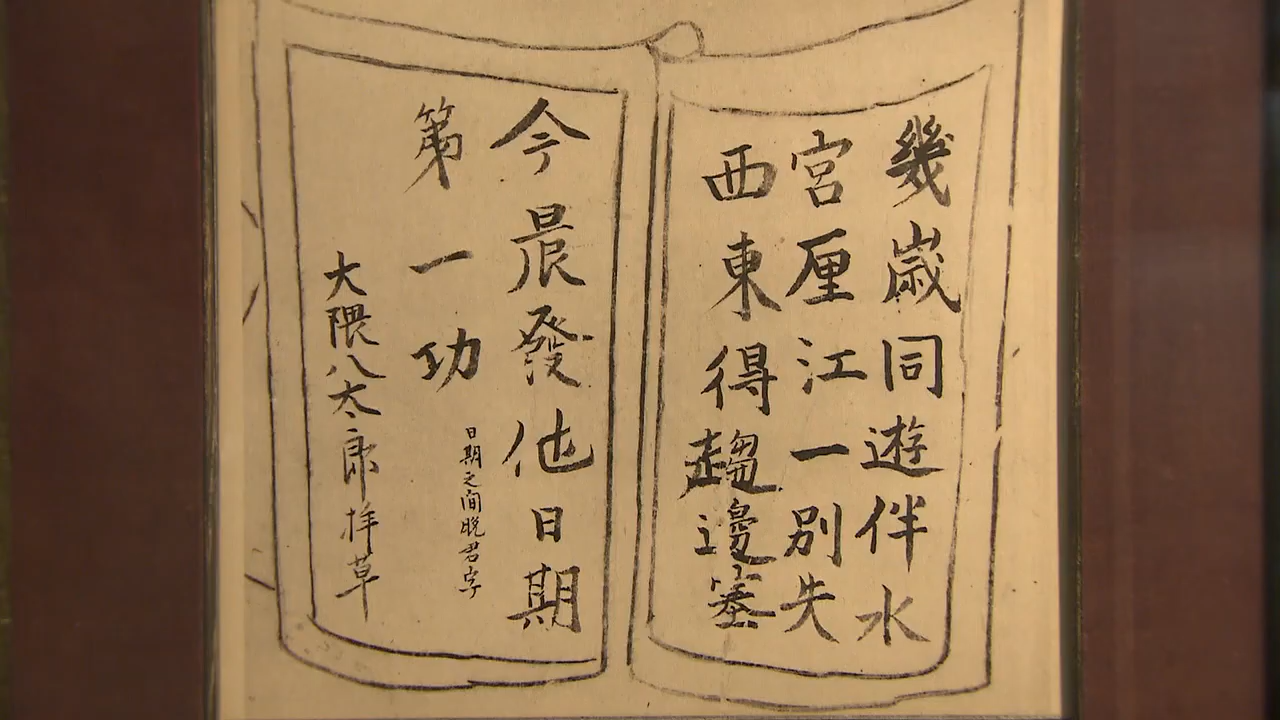 幾歳同遊伴水
宮厓江一別失
西東得趨邊塞
今晨發他日期
第一功
日期之间脱君字
大隈八太郎拝草